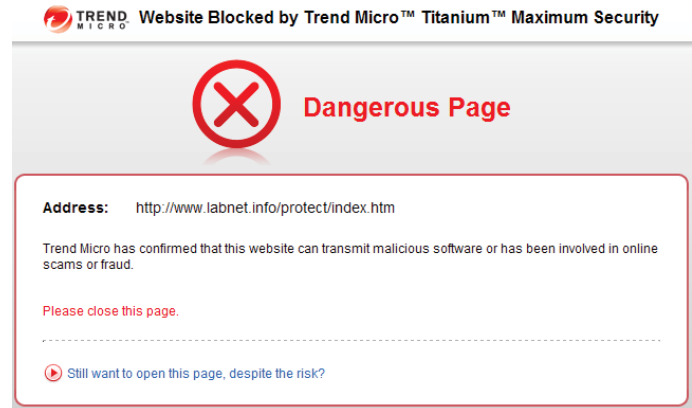 TREND MICRO Website Blocked by Trend Micro™ Titanium™ Maximum Security
Dangerous Page
Address: http://www.labnet.info/protect/index.htm
Trend Micro has confirmed that this website can transmit malicious software or has been involved in online
scams or fraud.
Please close this page.
Still want to open this page, despite the risk?